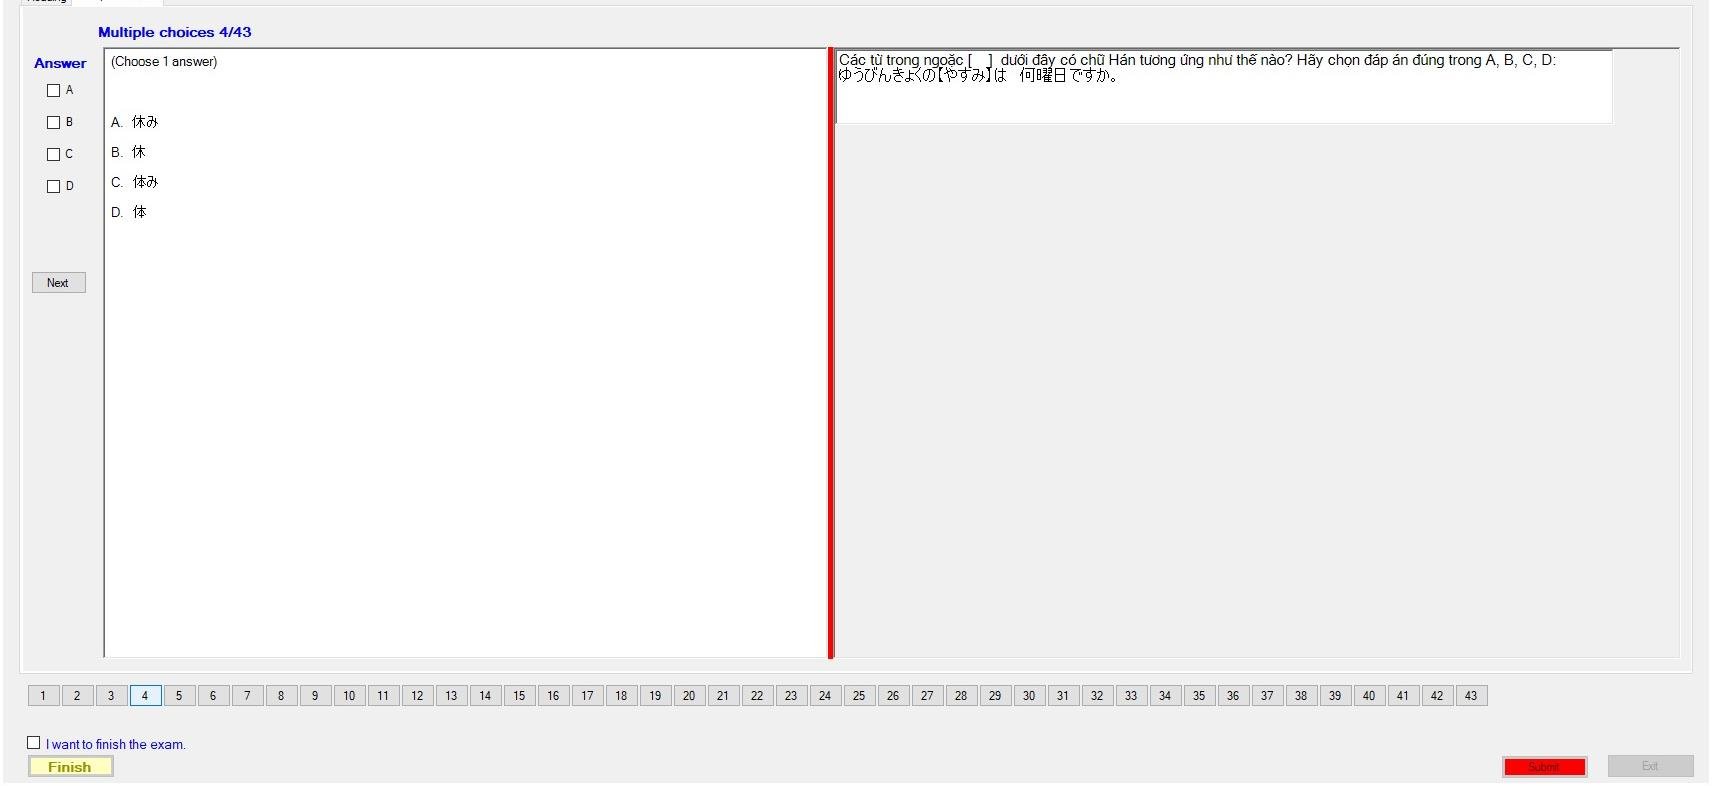 Multiple choices 4/43
Answer
A
B
C
D
Next
(Choose 1 answer)
A. 休み
B. 休
C. 体み
D. 体
Các từ trong ngoặc [ ] dưới đây có chữ Hán tương ứng như thế nào? Hãy chọn đáp án đúng trong A, B, C, D:
ゆうびんきょくの【やすみ】は 何曜日ですか。
1 2 3 4 5 6 7 8 9 10 11 12 13 14 15 16 17 18 19 20 21 22 23 24 25 26 27 28 29 30 31 32 33 34 35 36 37 38 39 40 41 42 43
I want to finish the exam.
Finish
Submit
Exit